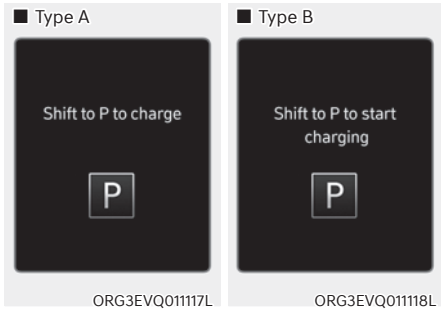 ■ Type A
Shift to P to charge
P
ORG3EVQ011117L
■ Type B
Shift to P to start
charging
P
ORG3EVQ011118L